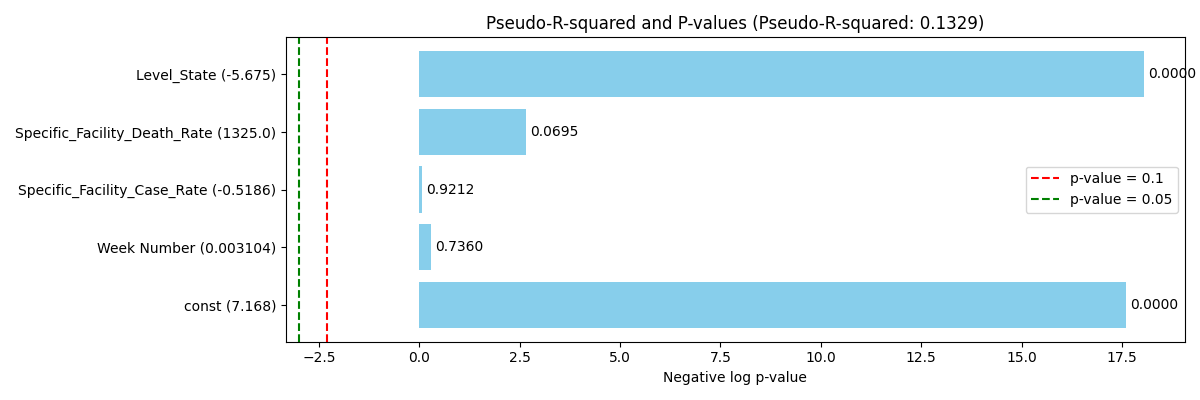 Pseudo-R-squared and P-values (Pseudo-R-squared: 0.1329)
Level_State (-5.675)
0.0000
Specific_Facility_Death_Rate (1325.0)
0.0695
Specific_Facility_Case_Rate (-0.5186)
0.9212
p-value = 0.1
p-value = 0.05
Week Number (0.003104)
0.7360
const (7.168)
0.0000
−2.5 0.0 2.5 5.0 7.5 10.0 12.5 15.0 17.5
Negative log p-value